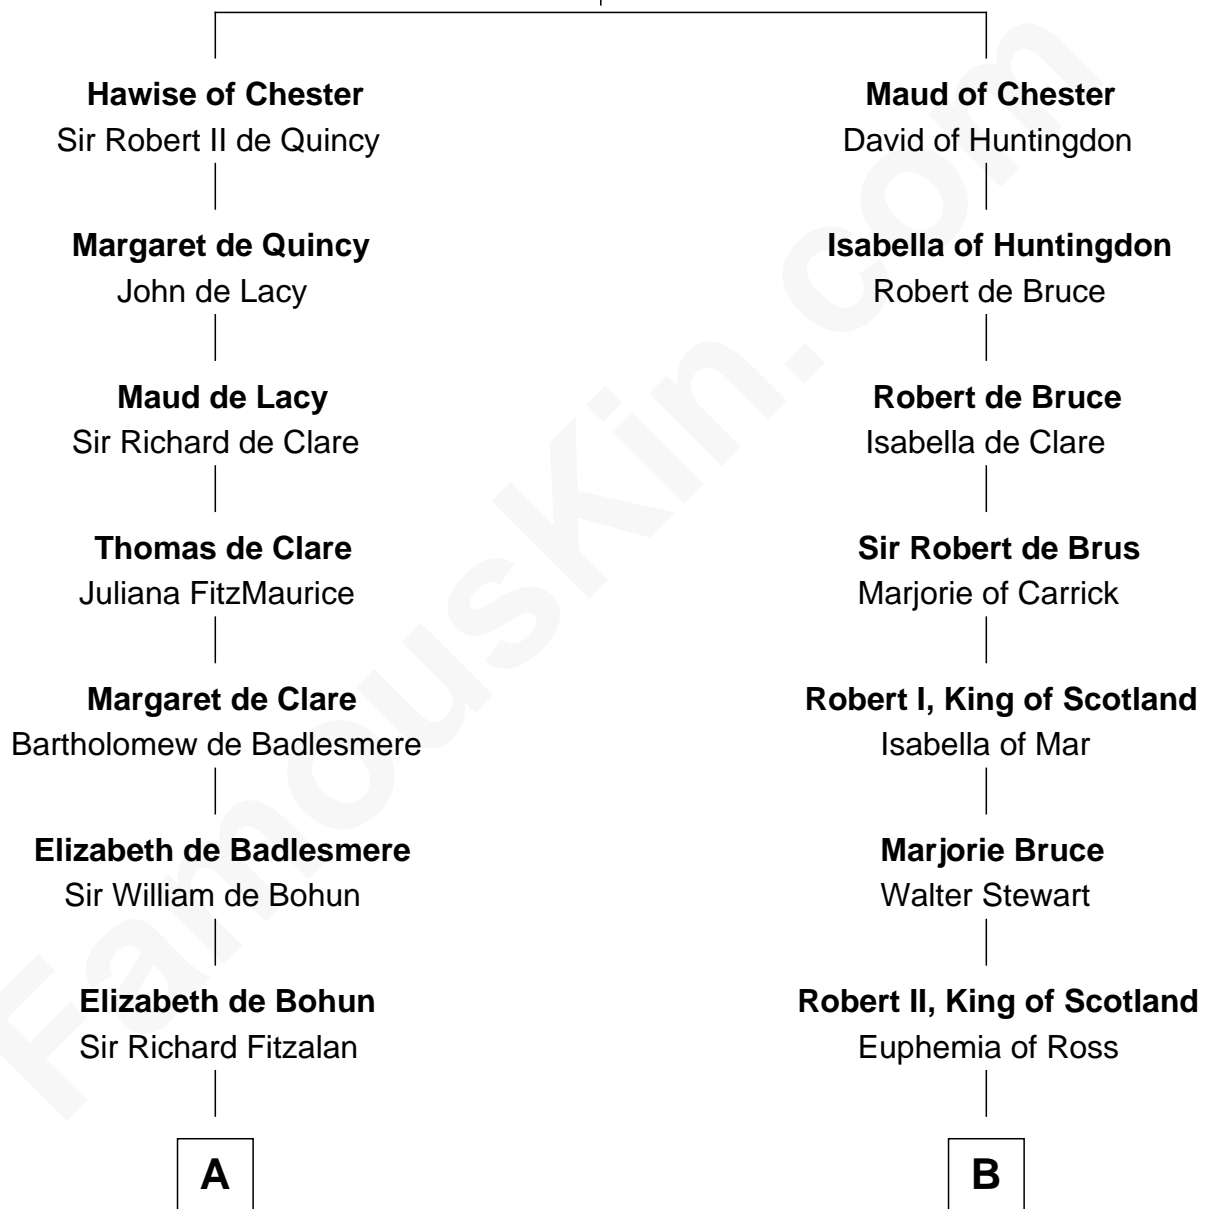 Hawise of Chester
Sir Robert II de Quincy
Margaret de Quincy
John de Lacy
Maud de Lacy
Sir Richard de Clare
Thomas de Clare
Juliana FitzMaurice
Margaret de Clare
Bartholomew de Badlesmere
Elizabeth de Badlesmere
Sir William de Bohun
Elizabeth de Bohun
Sir Richard Fitzalan
A
Maud of Chester
David of Huntingdon
Isabella of Huntingdon
Robert de Bruce
Robert de Bruce
Isabella de Clare
Sir Robert de Brus
Marjorie of Carrick
Robert I, King of Scotland
Isabella of Mar
Marjorie Bruce
Walter Stewart
Robert II, King of Scotland
Euphemia of Ross
B
FamousKin.com